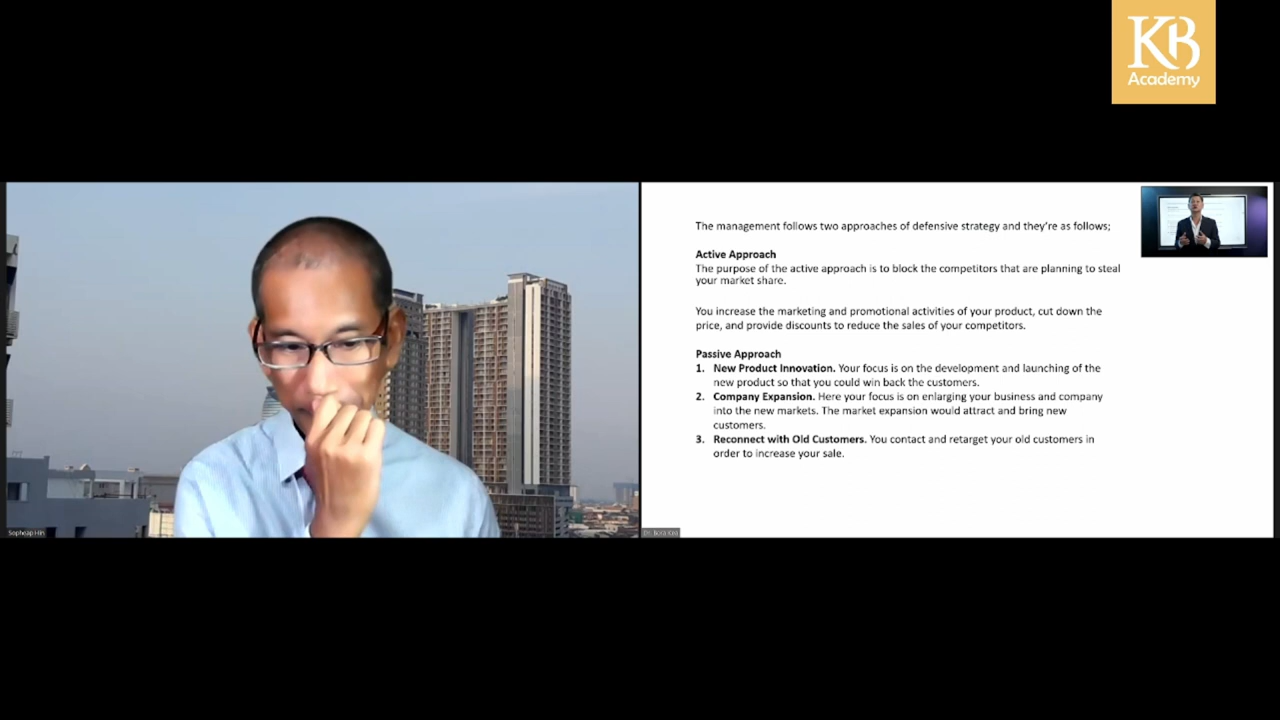 KB
Academy
The management follows two approaches of defensive strategy and they're as follows;
Active Approach
The purpose of the active approach is to block the competitors that are planning to steal
your market share.
You increase the marketing and promotional activities of your product, cut down the
price, and provide discounts to reduce the sales of your competitors.
Passive Approach
1. New Product Innovation. Your focus is on the development and launching of the
new product so that you could win back the customers.
2. Company Expansion. Here your focus is on enlarging your business and company
into the new markets. The market expansion would attract and bring new
customers.
3. Reconnect with Old Customers. You contact and retarget your old customers in
order to increase your sale.
Sopheap Hin
Dr. Bora Kem